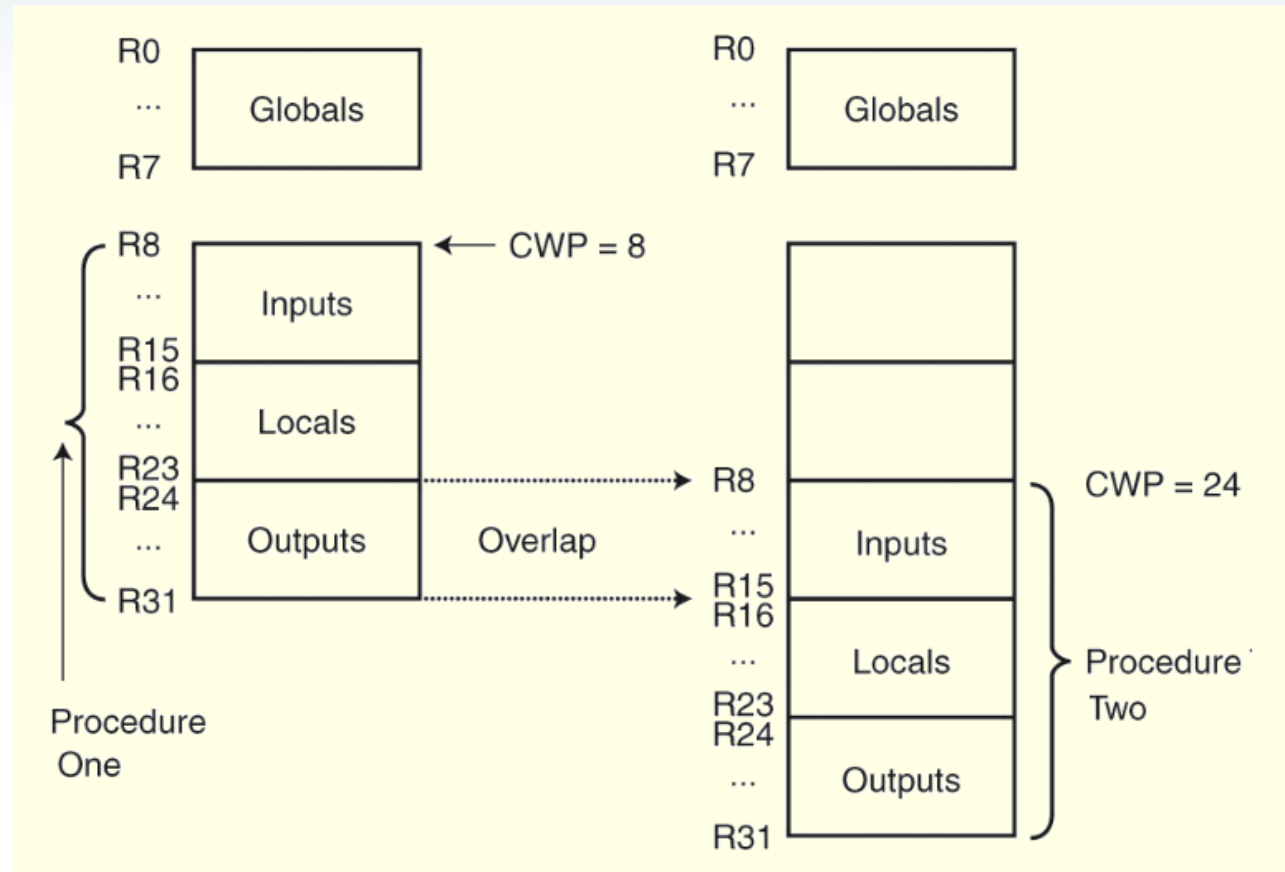 R0
...
Globals
R7
R8
CWP = 8
...
Inputs
R15
R16
...
Locals
R23
R24
...
Outputs
R31
Overlap
Procedure
One
R0
...
Globals
R7
R8
CWP = 24
...
Inputs
R15
R16
...
Locals
R23
R24
...
Outputs
R31
Procedure
Two